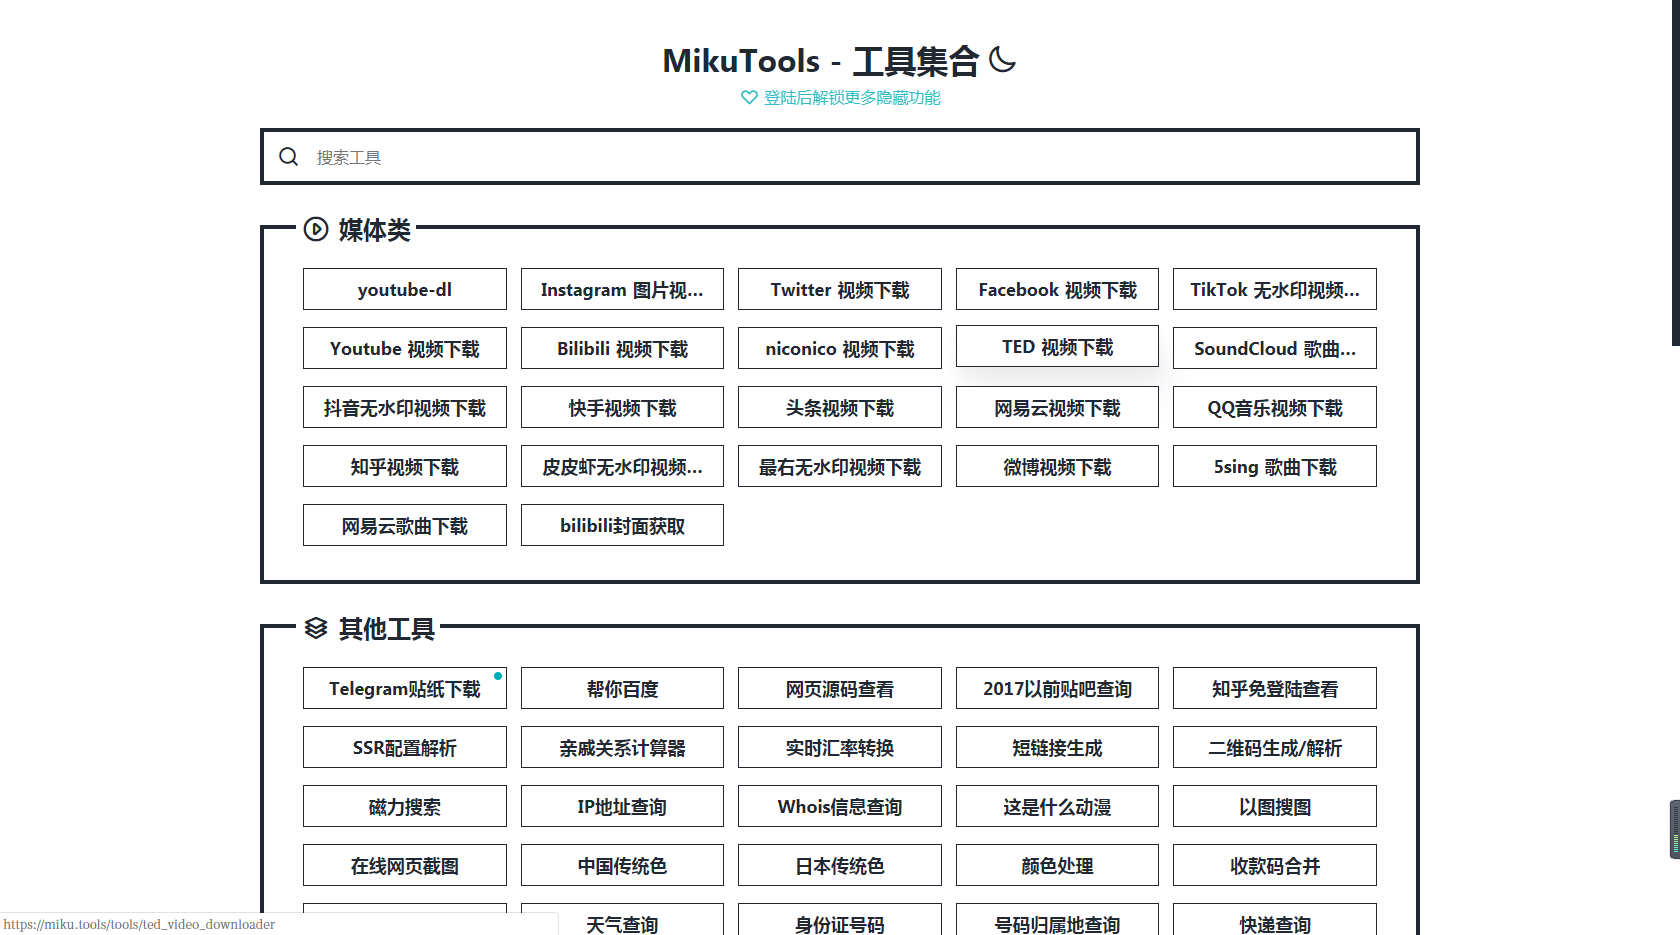 MikuTools - 工具集合
登陆后解锁更多隐藏功能
搜索工具
媒体类
youtube-dl
Instagram 图片视...
Twitter 视频下载
Facebook 视频下载
TikTok 无水印视频...
Youtube 视频下载
Bilibili 视频下载
niconico 视频下载
TED 视频下载
SoundCloud 歌曲...
抖音无水印视频下载
快手视频下载
头条视频下载
网易云视频下载
QQ音乐视频下载
知乎视频下载
皮皮虾无水印视频...
最右无水印视频下载
微博视频下载
5sing 歌曲下载
网易云歌曲下载
bilibili封面获取
其他工具
Telegram贴纸下载
帮你百度
网页源码查看
2017以前贴吧查询
知乎免登陆查看
SSR配置解析
亲戚关系计算器
实时汇率转换
短链接生成
二维码生成/解析
磁力搜索
IP地址查询
Whois信息查询
这是什么动漫
以图搜图
在线网页截图
中国传统色
日本传统色
颜色处理
收款码合并
天气查询
身份证号码
号码归属地查询
快递查询
https://miku.tools/tools/ted_video_downloader